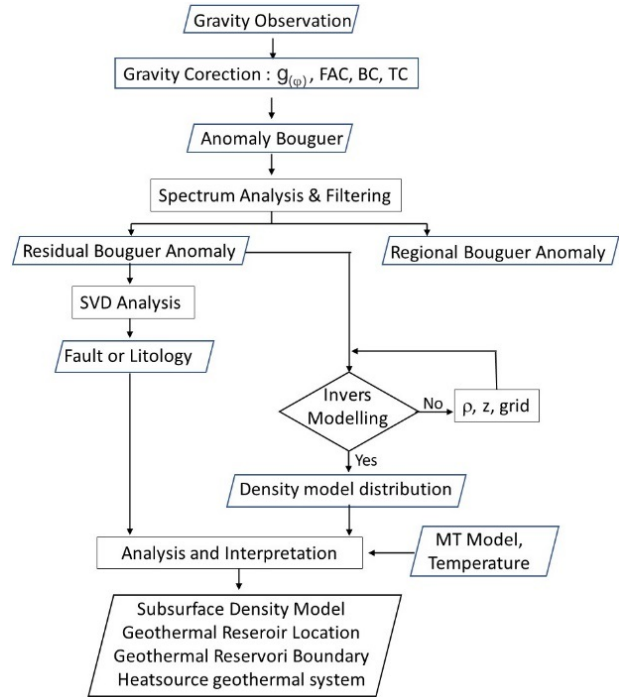 Gravity Observation
Gravity Corection : g(φ), FAC, BC, TC
Anomaly Bouguer
Spectrum Analysis & Filtering
Residual Bouguer Anomaly
Regional Bouguer Anomaly
SVD Analysis
Fault or Litology
Invers
Modelling
No
ρ, z, grid
Yes
Density model distribution
Analysis and Interpretation
MT Model,
Temperature
Subsurface Density Model
Geothermal Reseroir Location
Geothermal Reservori Boundary
Heatsource geothermal system